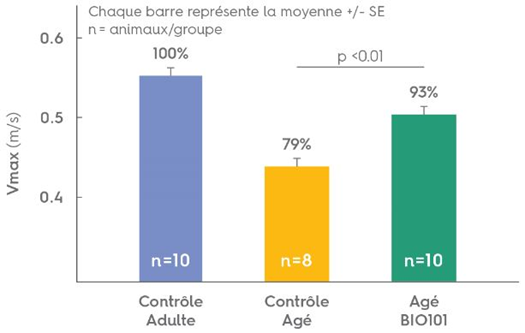 Chaque barre représente la moyenne +/- SE
n = animaux/groupe
0.6
0.5
0.4
Vmax (m/s)
100%
p <0.01
93%
79%
n=10
n=8
n=10
Contrôle
Adulte
Contrôle
Agé
Agé
BIO101